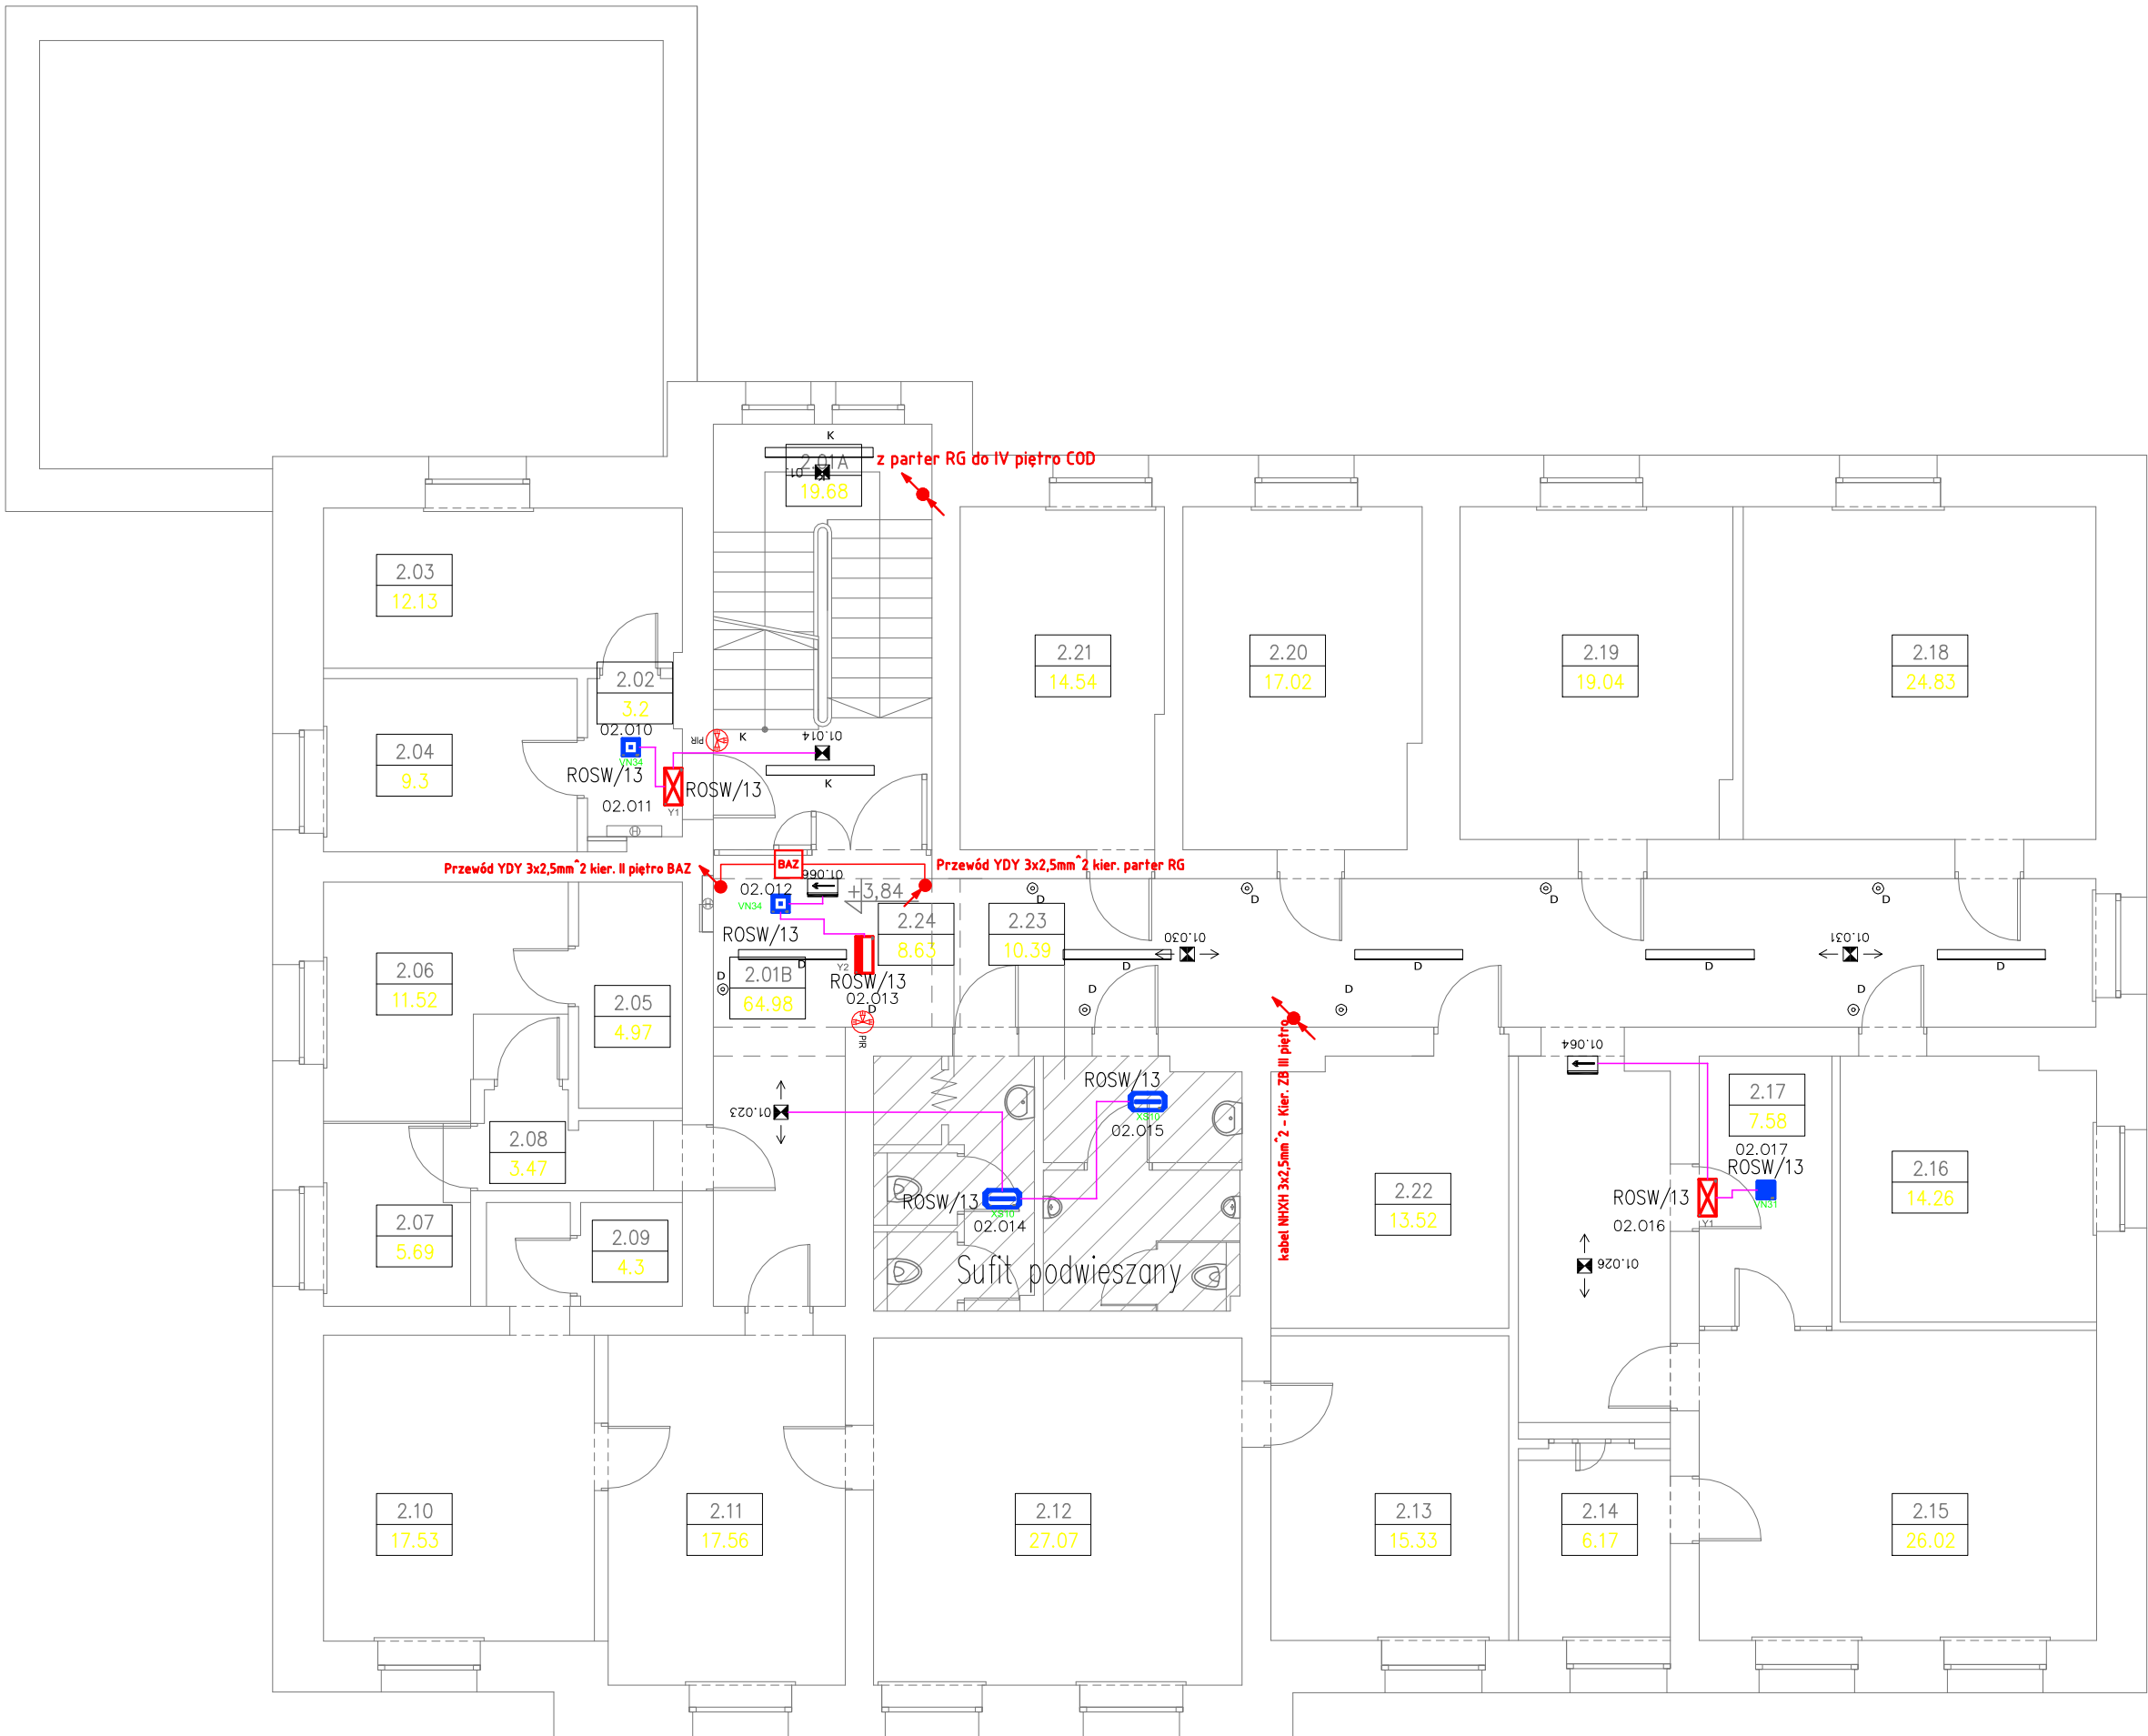 K
2.01A
01.
19.68
z parter RG do IV piętro COD
2.03
12.13
2.21
14.54
2.20
17.02
2.19
19.04
2.18
24.83
2.02
3.2
02.010
VN34
ROSW/13
02.011
ROSW/13
Y1
PIR
K
01.014
K
2.04
9.3
H
Przewód YDY 3x2,5mm^2 kier. II piętro BAZ
BAZ
Przewód YDY 3x2,5mm^2 kier. parter RG
01.066
02.012
VN34
+3,84
H
ROSW/13
D
D
2.01B
64.98
Y2
ROSW/13
02.013
D
PIR
2.24
8.63
2.23
10.39
D
D
D
D
01.030
D
D
D
D
01.031
D
D
D
2.06
11.52
2.05
4.97
2.08
3.47
2.07
5.69
2.09
4.3
01.023
ROSW/13
XS10
02.015
ROSW/13
XS10
02.014
Sufit podwieszany
kabel NHXH 3x2,5mm^2 - Kier. ZB III piętro
2.22
13.52
01.064
2.17
7.58
02.017
ROSW/13
VN31
ROSW/13
Y1
02.016
01.026
2.16
14.26
2.10
17.53
2.11
17.56
2.12
27.07
2.13
15.33
2.14
6.17
2.15
26.02